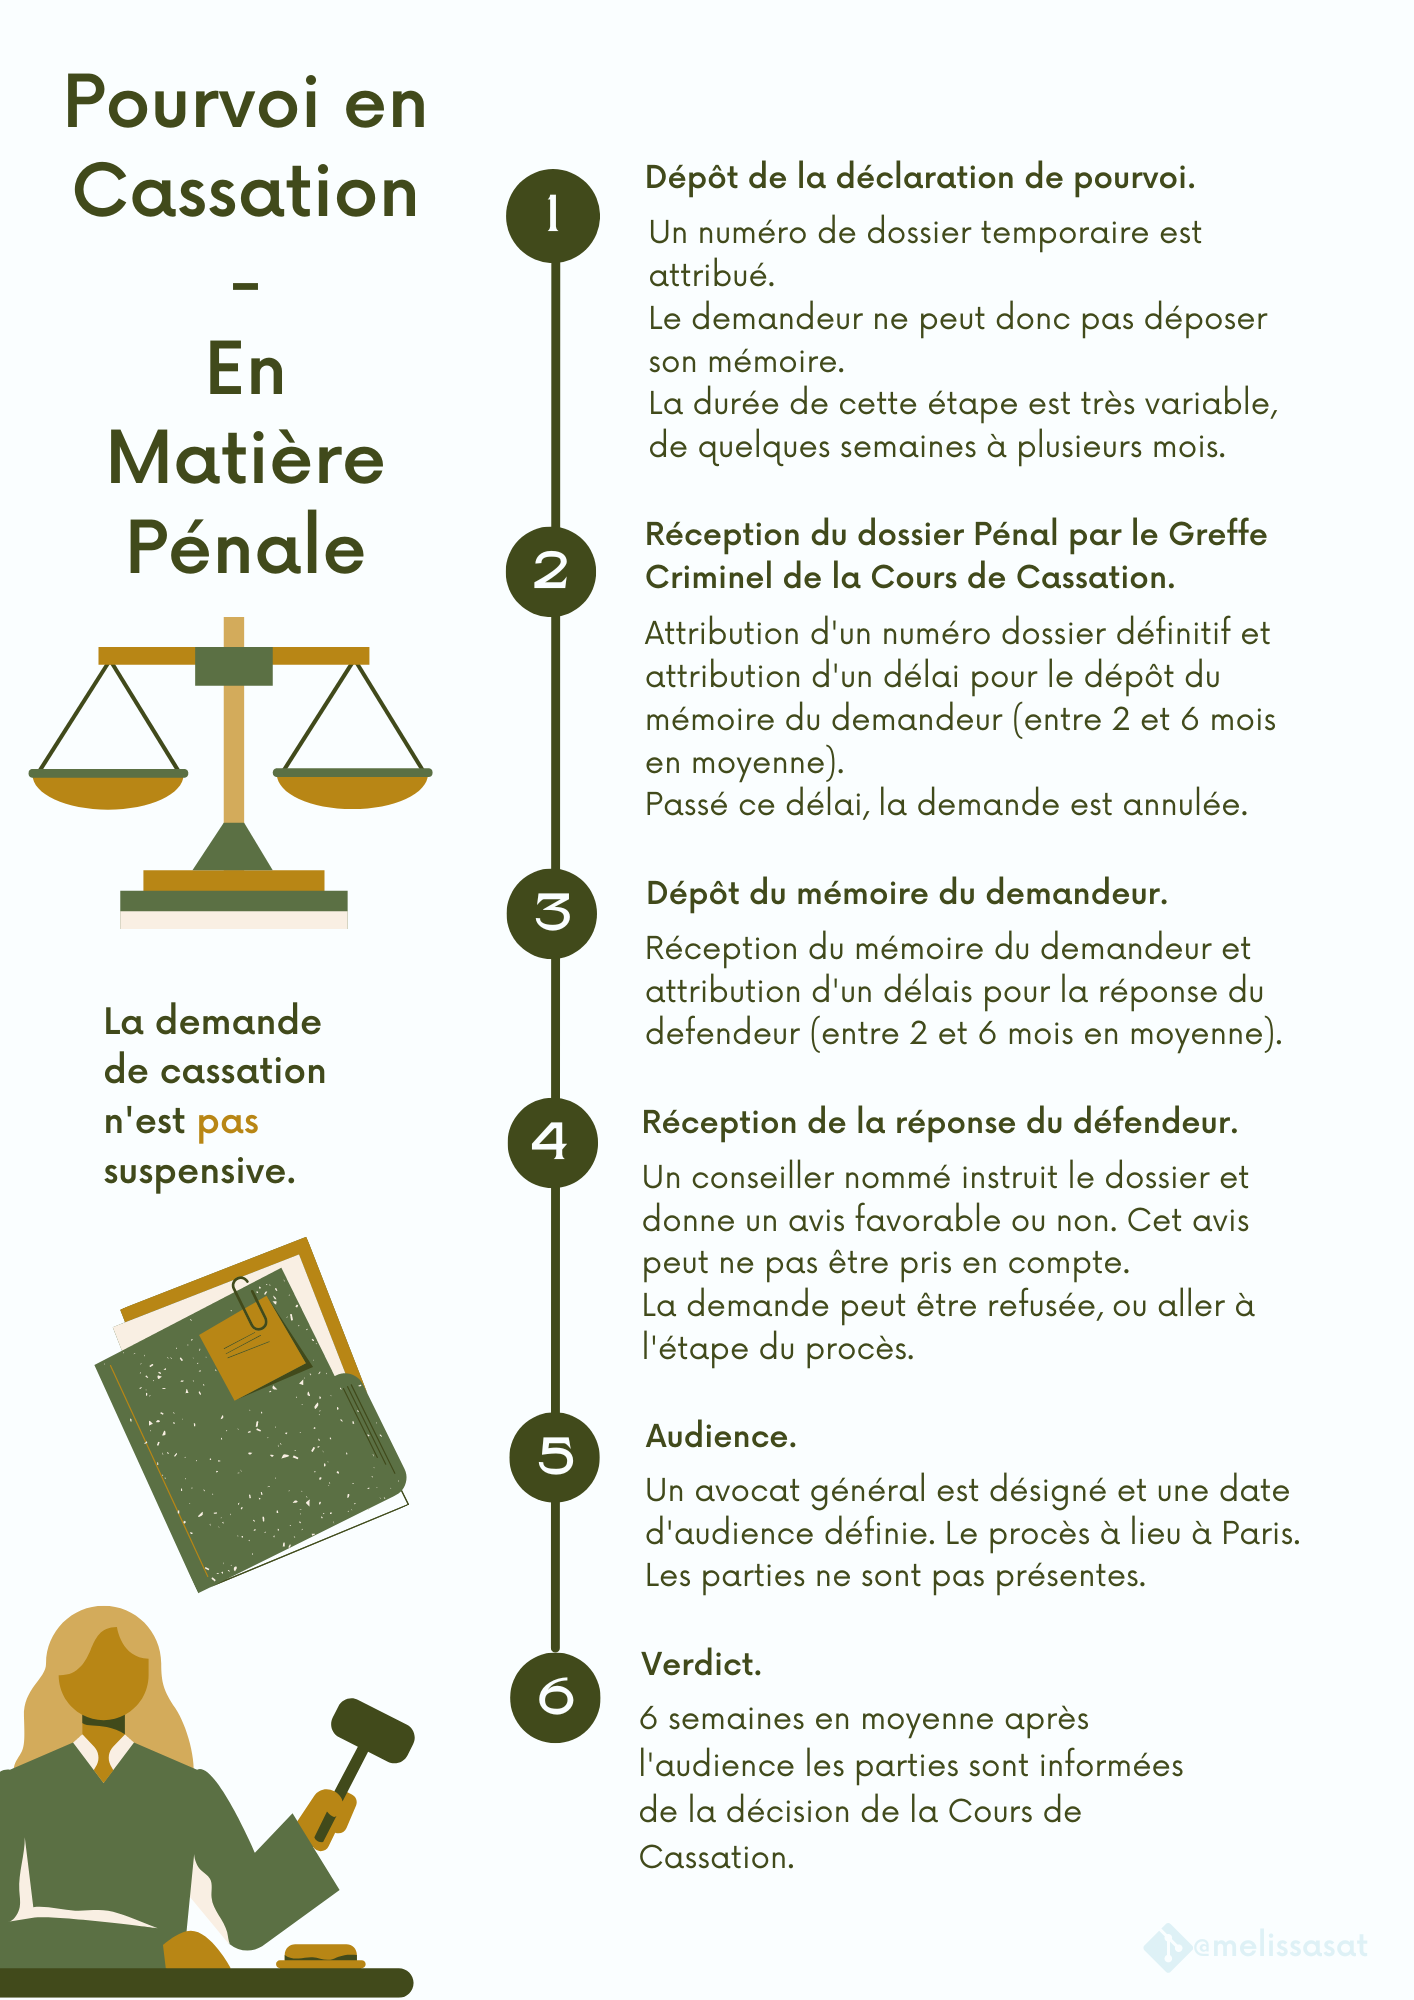 Pourvoi en
Cassation
-
En
Matière
Pénale
La demande
de cassation
n'est pas
suspensive.
1
Dépôt de la déclaration de pourvoi.
Un numéro de dossier temporaire est
attribué.
Le demandeur ne peut donc pas déposer
son mémoire.
La durée de cette étape est très variable,
de quelques semaines à plusieurs mois.
2
Réception du dossier Pénal par le Greffe
Criminel de la Cours de Cassation.
Attribution d'un numéro dossier définitif et
attribution d'un délai pour le dépôt du
mémoire du demandeur (entre 2 et 6 mois
en moyenne).
Passé ce délai, la demande est annulée.
3
Dépôt du mémoire du demandeur.
Réception du mémoire du demandeur et
attribution d'un délais pour la réponse du
defendeur (entre 2 et 6 mois en moyenne).
4
Réception de la réponse du défendeur.
Un conseiller nommé instruit le dossier et
donne un avis favorable ou non. Cet avis
peut ne pas être pris en compte.
La demande peut être refusée, ou aller à
l'étape du procès.
5
Audience.
Un avocat général est désigné et une date
d'audience définie. Le procès à lieu à Paris.
Les parties ne sont pas présentes.
6
Verdict.
6 semaines en moyenne après
l'audience les parties sont informées
de la décision de la Cours de
Cassation.
@melissasat